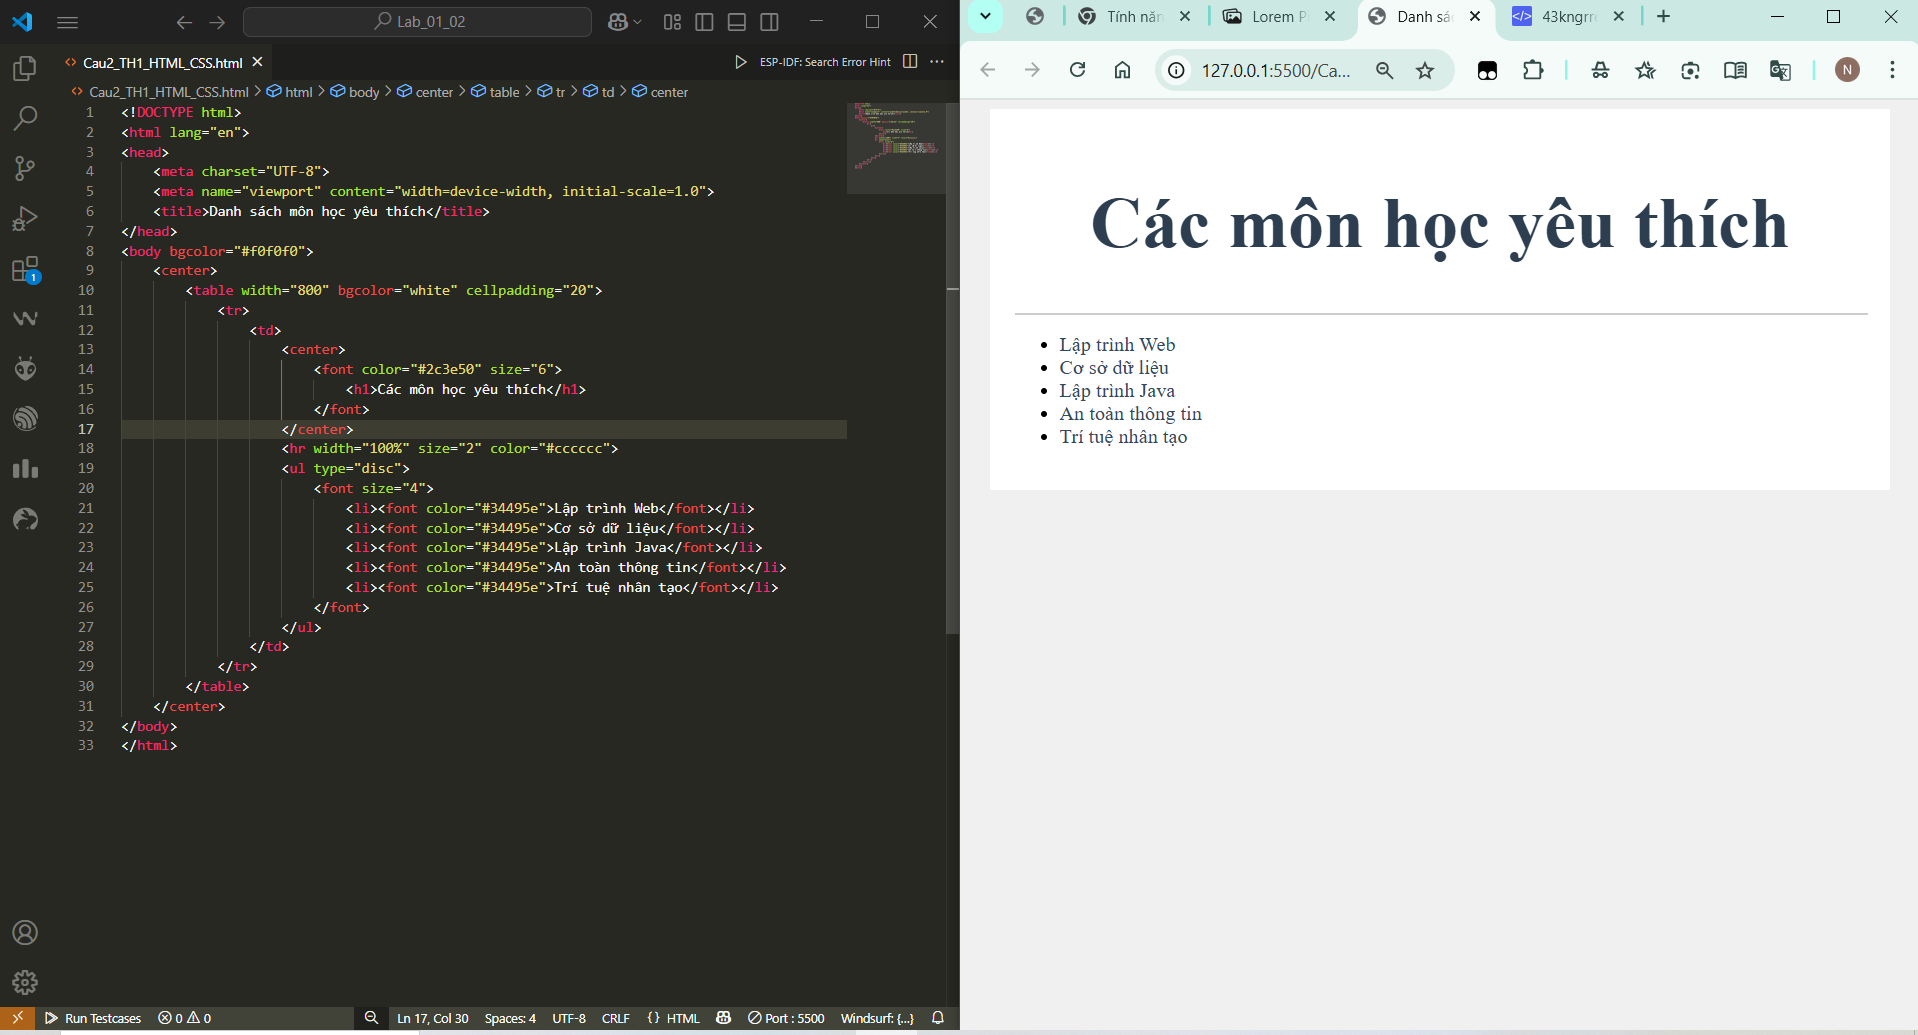 Lab_01_02
Cau2_TH1_HTML_CSS.html
ESP-IDF: Search Error Hint
Cau2_TH1_HTML_CSS.html > html > body > center > table > tr > td > center
1 <!DOCTYPE html>
2 <html lang="en">
3 <head>
4 <meta charset="UTF-8">
5 <meta name="viewport" content="width=device-width, initial-scale=1.0">
6 <title>Danh sách môn học yêu thích</title>
7 </head>
8 <body bgcolor="#f0f0f0">
9 <center>
10 <table width="800" bgcolor="white" cellpadding="20">
11 <tr>
12 <td>
13 <center>
14 <font color="#2c3e50" size="6">
15 <h1>Các môn học yêu thích</h1>
16 </font>
17 </center>
18 <hr width="100%" size="2" color="#cccccc">
19 <ul type="disc">
20 <font size="4">
21 <li><font color="#34495e">Lập trình Web</font></li>
22 <li><font color="#34495e">Cơ sở dữ liệu</font></li>
23 <li><font color="#34495e">Lập trình Java</font></li>
24 <li><font color="#34495e">An toàn thông tin</font></li>
25 <li><font color="#34495e">Trí tuệ nhân tạo</font></li>
26 </font>
27 </ul>
28 </td>
29 </tr>
30 </table>
31 </center>
32 </body>
33 </html>
1
Run Testcases 0 0 Ln 17, Col 30 Spaces: 4 UTF-8 CRLF {} HTML Port : 5500 Windsurf: {...}
Tính năn Lorem P Danh sác 43kngrre
127.0.0.1:5500/Ca... N
Các môn học yêu thích
Lập trình Web
Cơ sở dữ liệu
Lập trình Java
An toàn thông tin
Trí tuệ nhân tạo